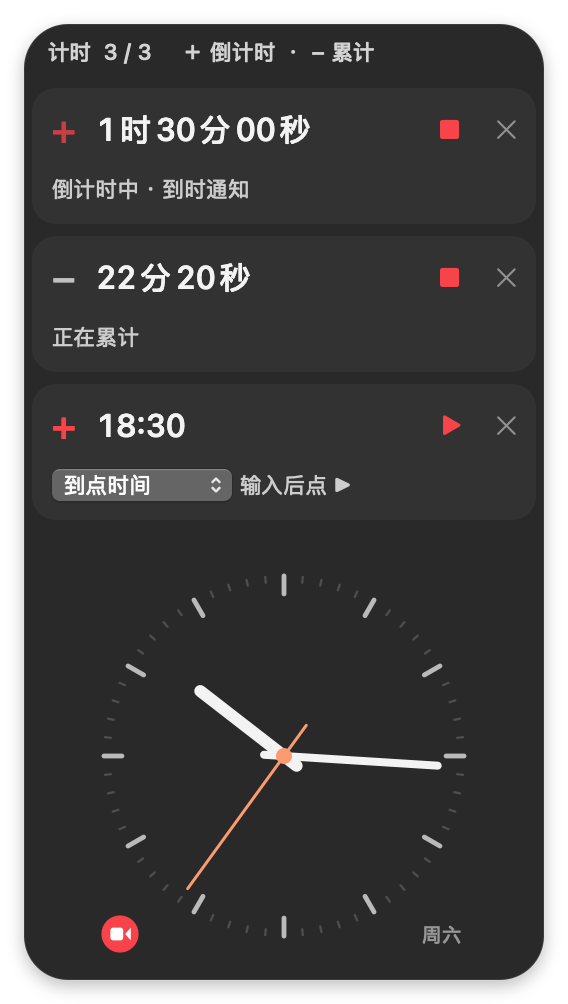 计时 3 / 3 + 倒计时 · − 累计
+ 1时30分00秒
倒计时中 · 到时通知
− 22分20秒
正在累计
+ 18:30
到点时间 输入后点 ▶
周六